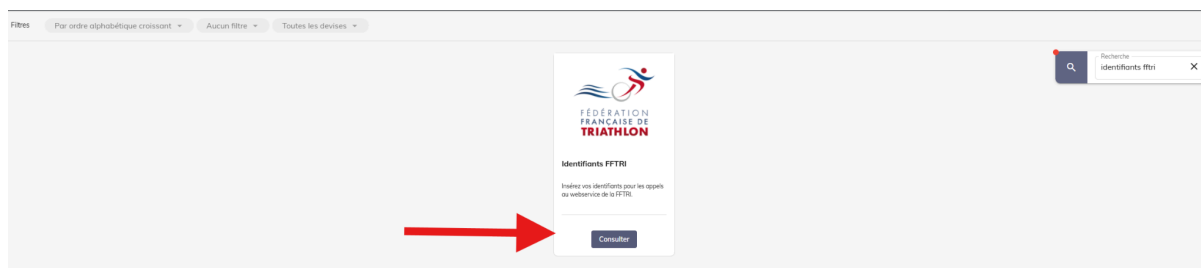 Filtres
Par ordre alphabétique croissant
Aucun filtre
Toutes les devises
Recherche
identifiants fftri
FÉDÉRATION
FRANÇAISE DE
TRIATHLON
Identifiants FFTRI
Insérez vos identifiants pour les appels
au webservice de la FFTRI.
Consulter